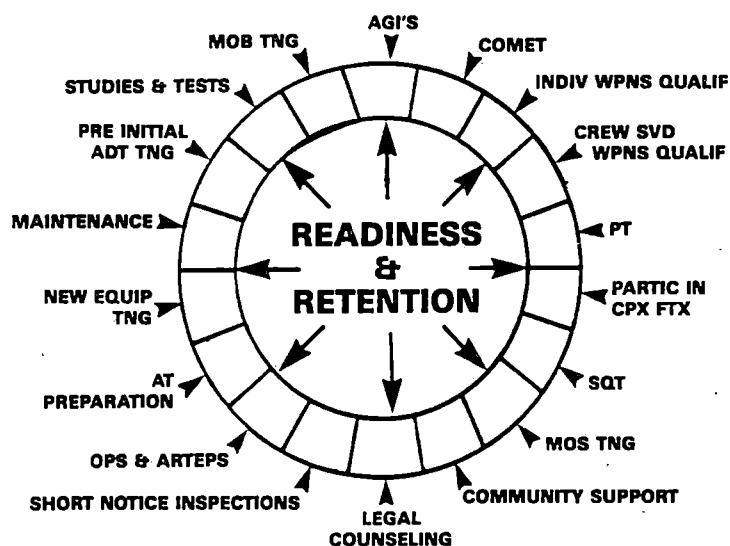 AGI'S
COMET
INDIV WPNS QUALIF
CREW SVD
WPNS QUALIF
PT
PARTIC IN
CPX FTX
SQT
MOS TNG
COMMUNITY SUPPORT
LEGAL
COUNSELING
SHORT NOTICE INSPECTIONS
OPS & ARTEPS
AT
PREPARATION
NEW EQUIP
TNG
MAINTENANCE
PRE INITIAL
ADT TNG
STUDIES & TESTS
MOB TNG
READINESS
&
RETENTION